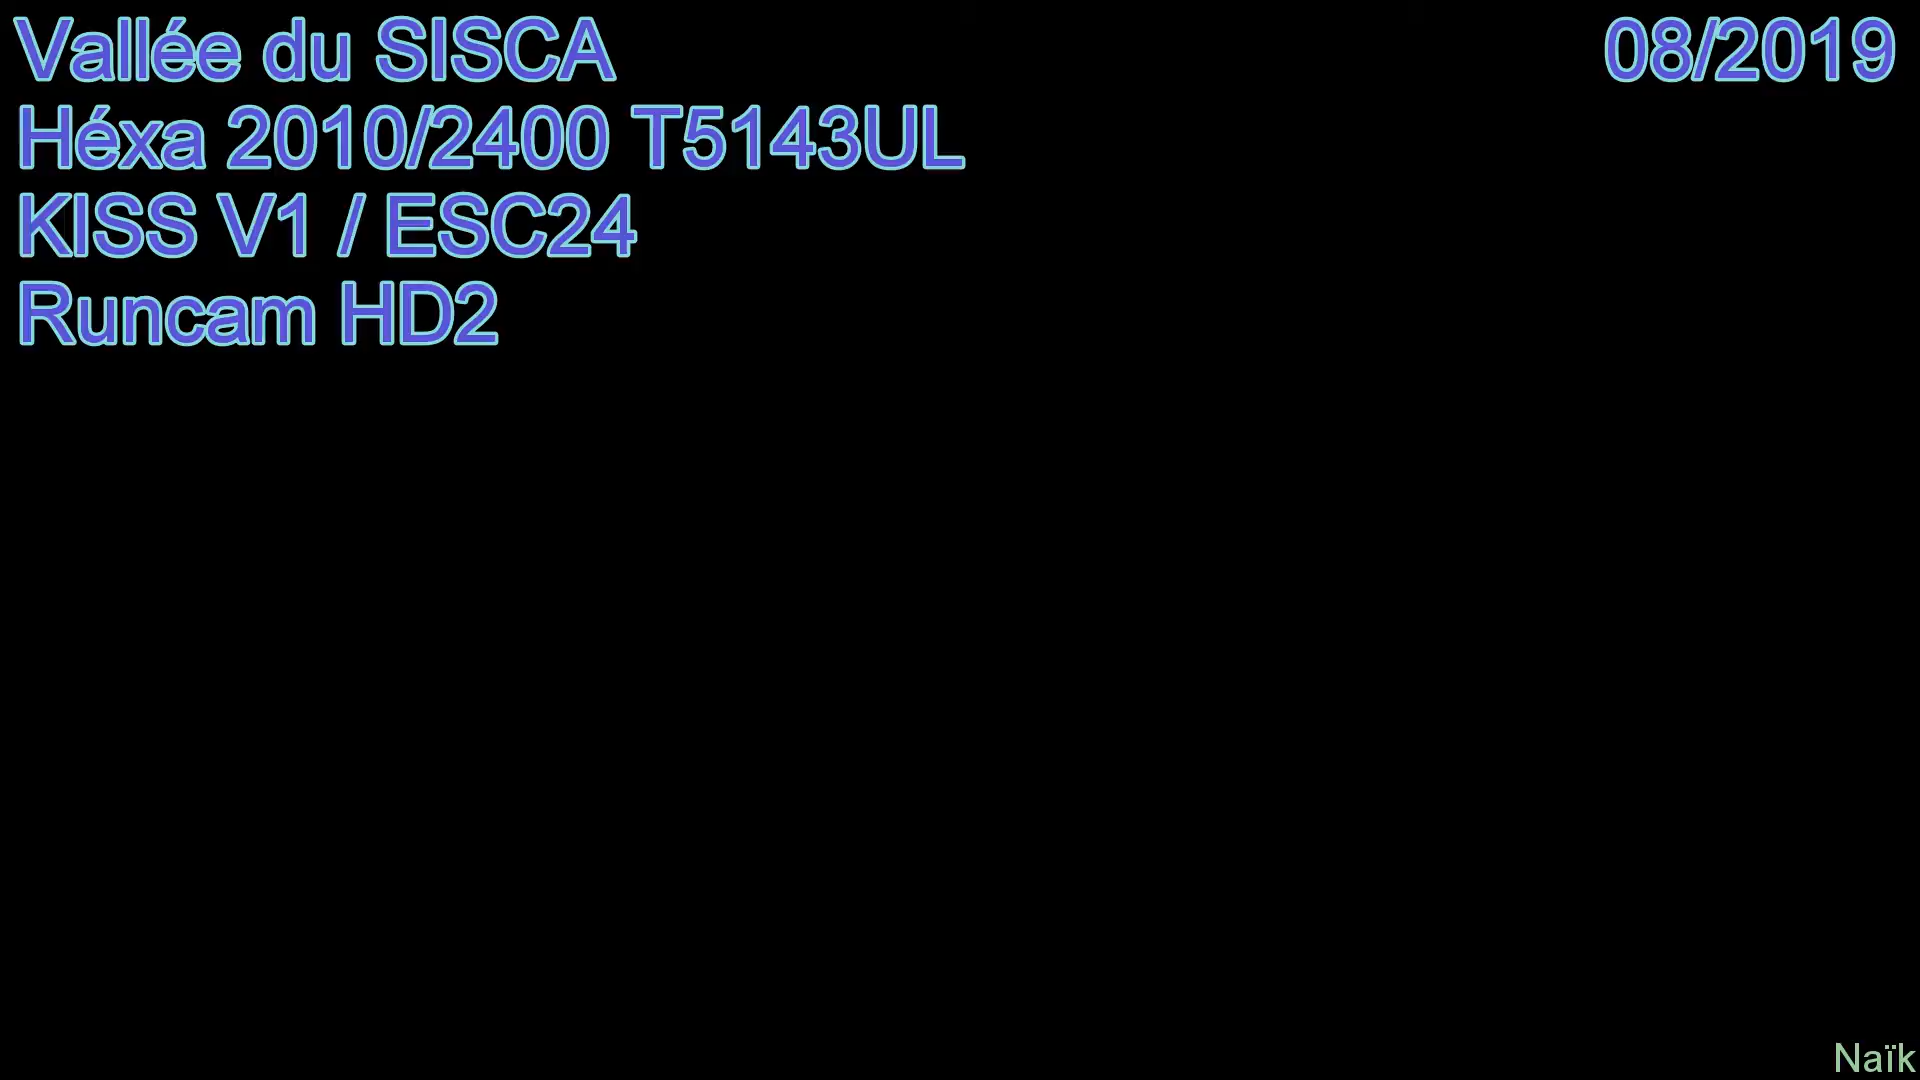 Vallée du SISCA
08/2019
Héxa 2010/2400 T5143UL
KISS V1 / ESC24
Runcam HD2
Naïk